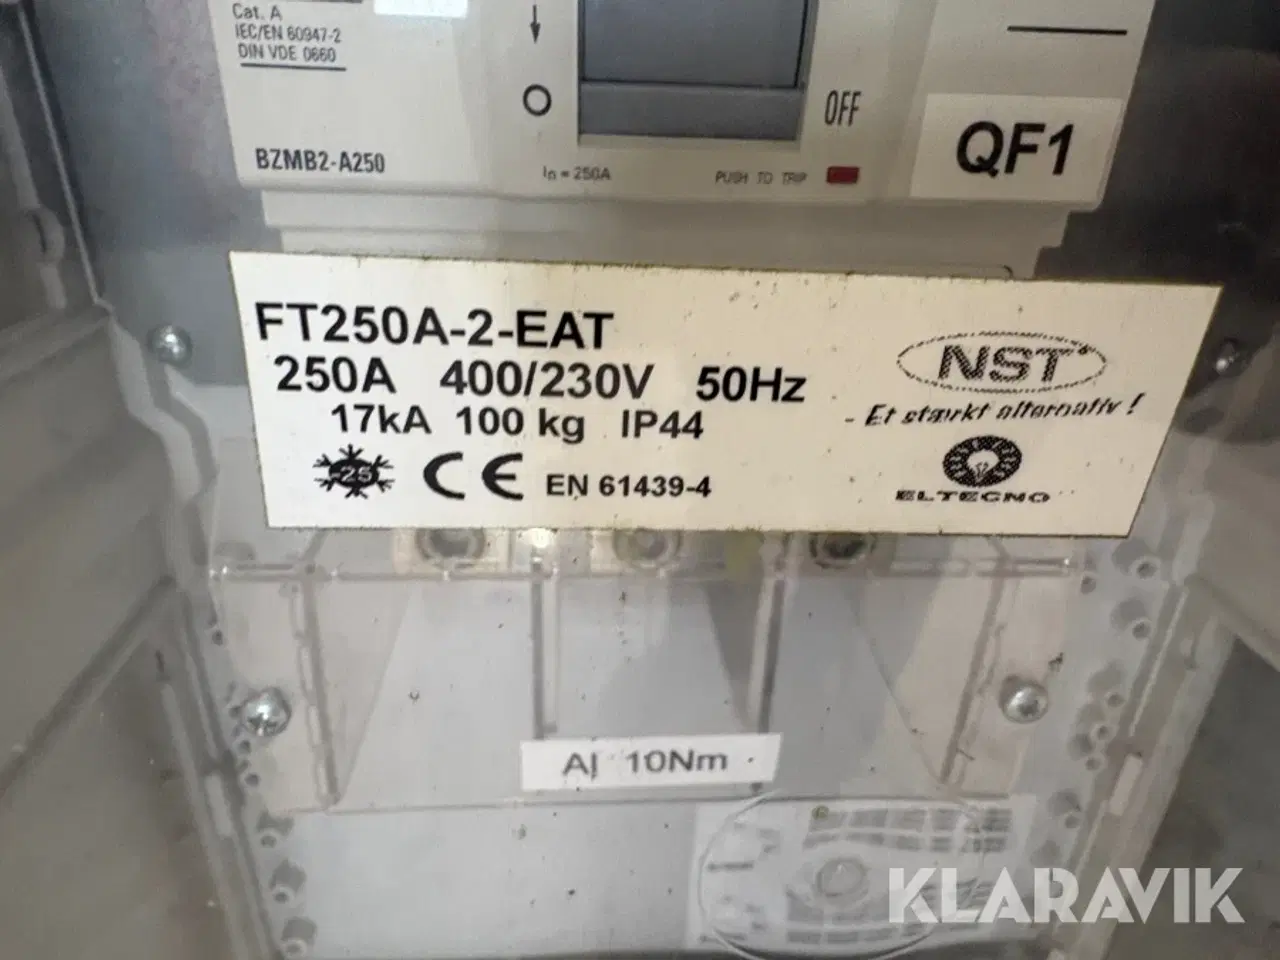 Cat. A
IEC/EN 60947-2
DIN VDE 0660
BZMB2-A250
In = 250A
OFF
PUSH TO TRIP
QF1
FT250A-2-EAT
250A 400/230V 50Hz
17kA 100 kg IP44
-25 CE EN 61439-4
NST
- Et stærkt alternativ !
ELTECNO
Al 10Nm
KLARAVIK